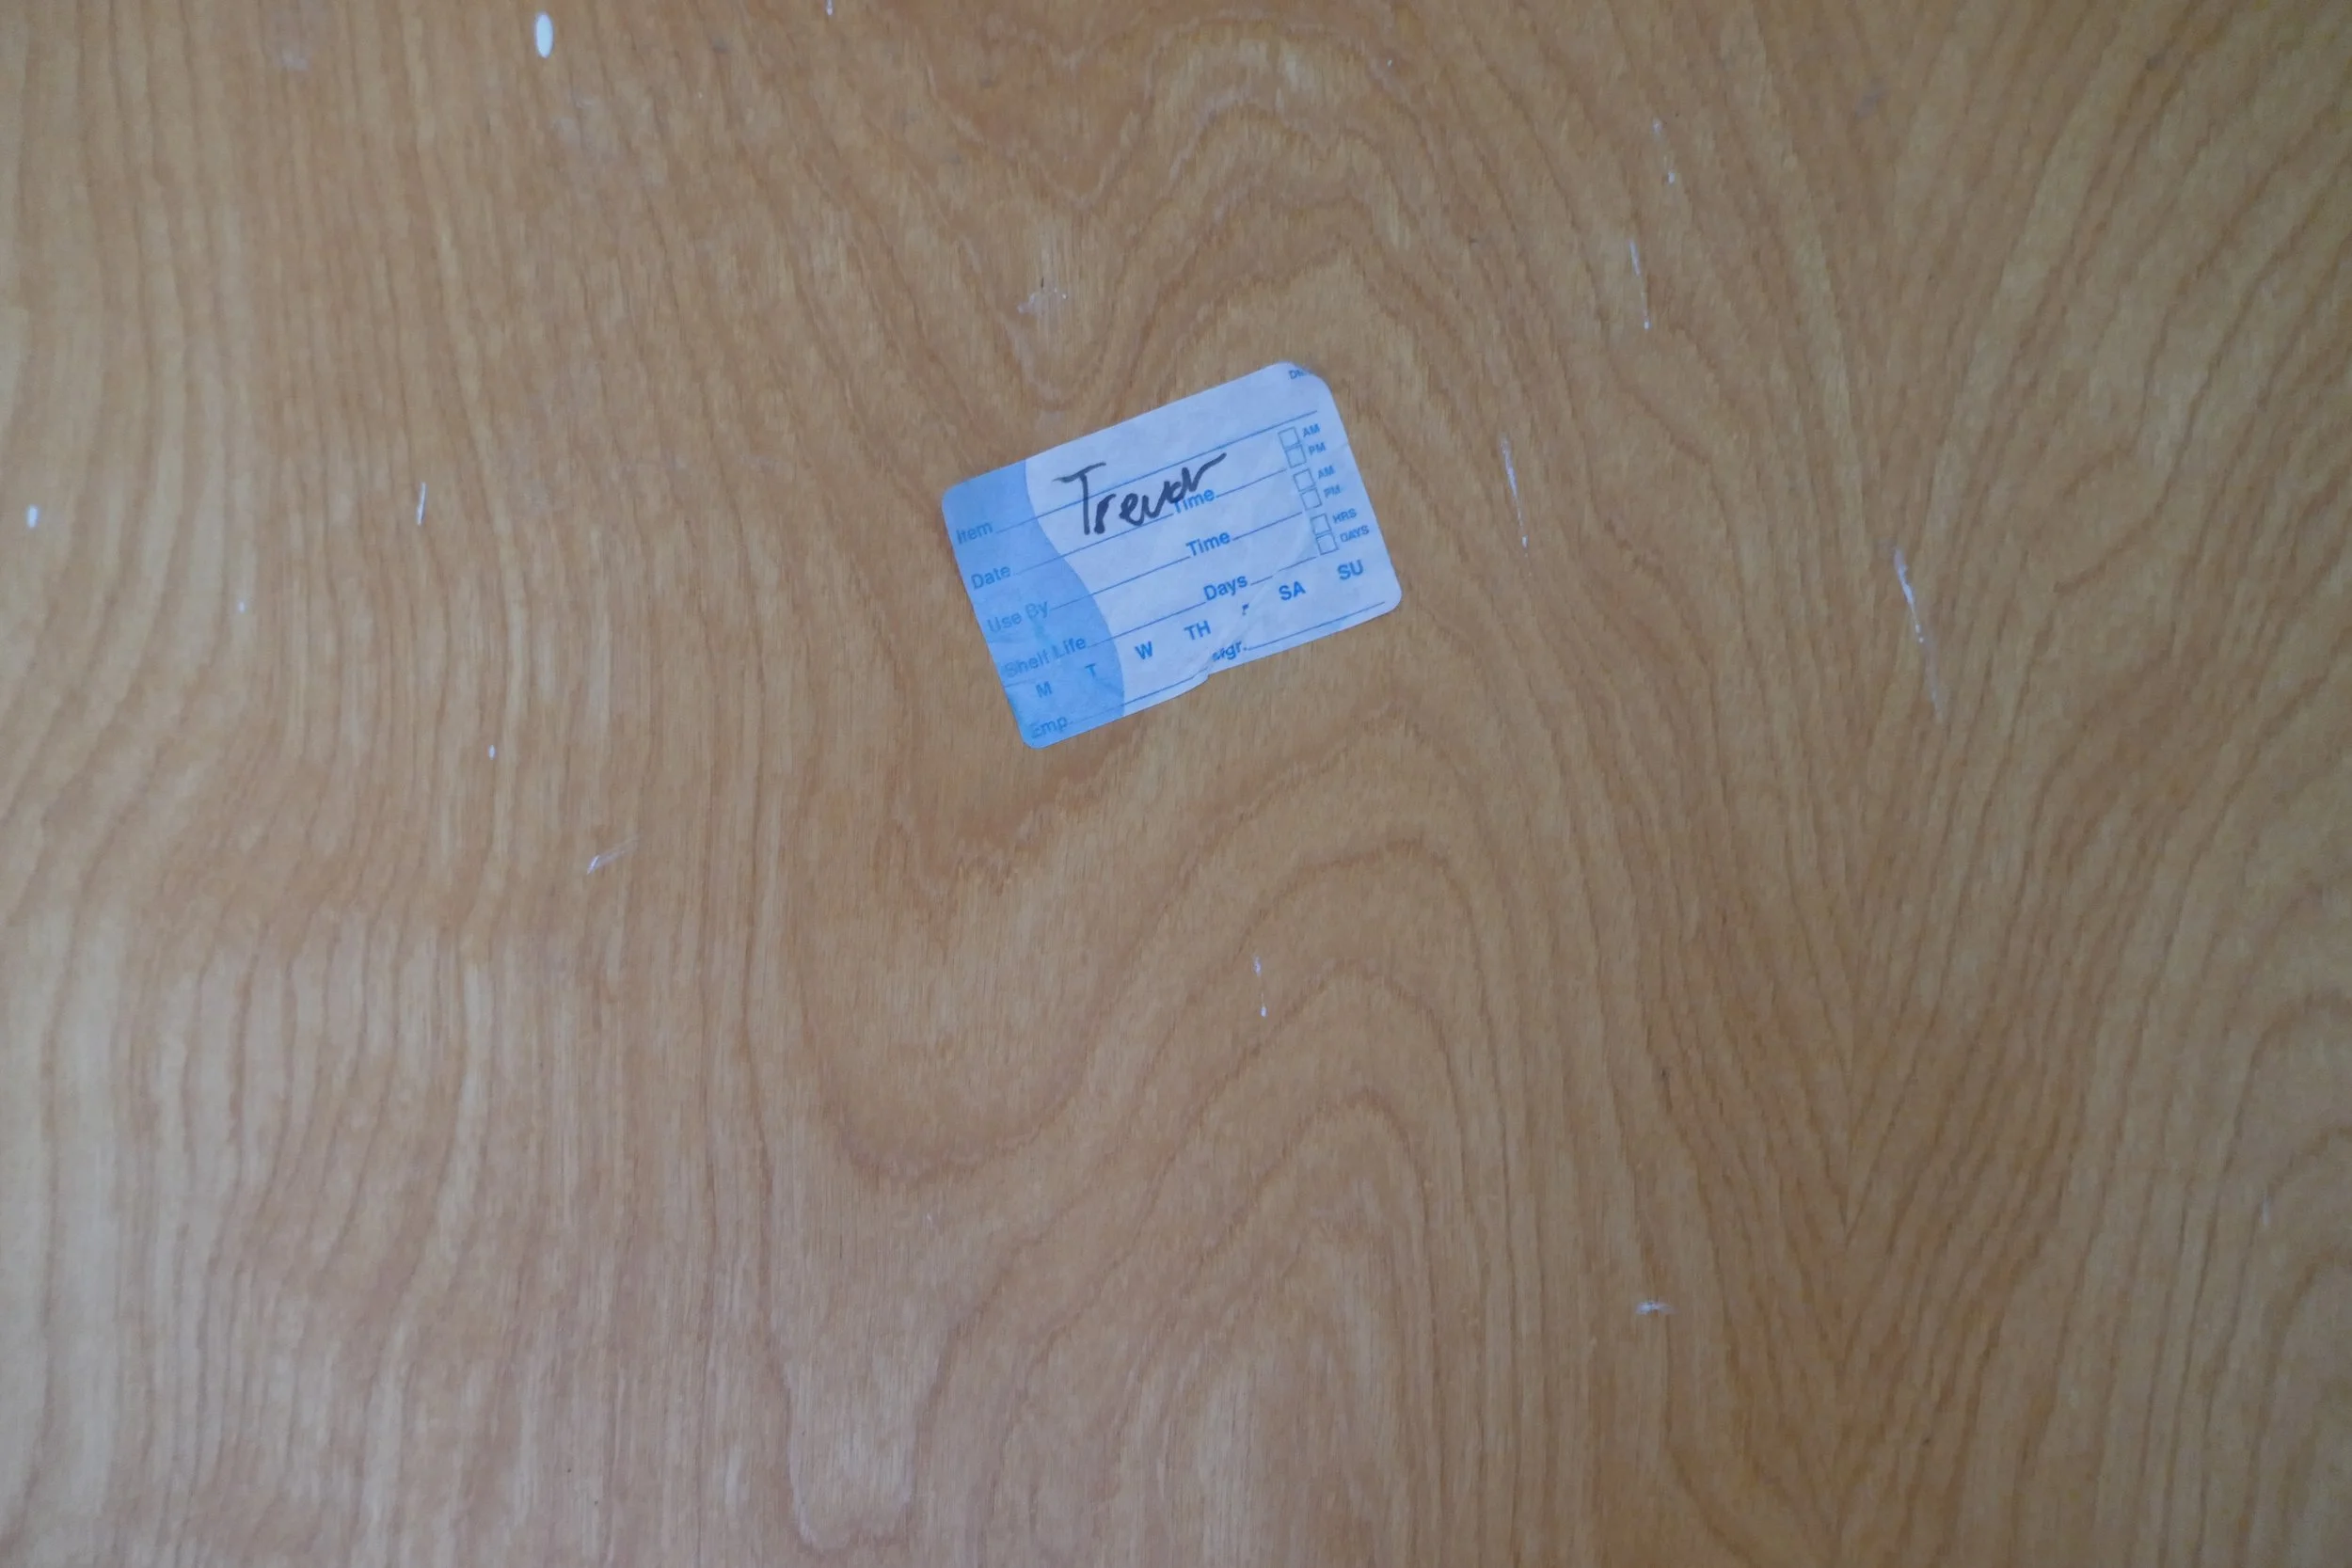 Item Trevor
Date Time AM PM
Use By Time AM PM
Shelf Life Days HRS DAYS
M T W TH SA SU
Emp.